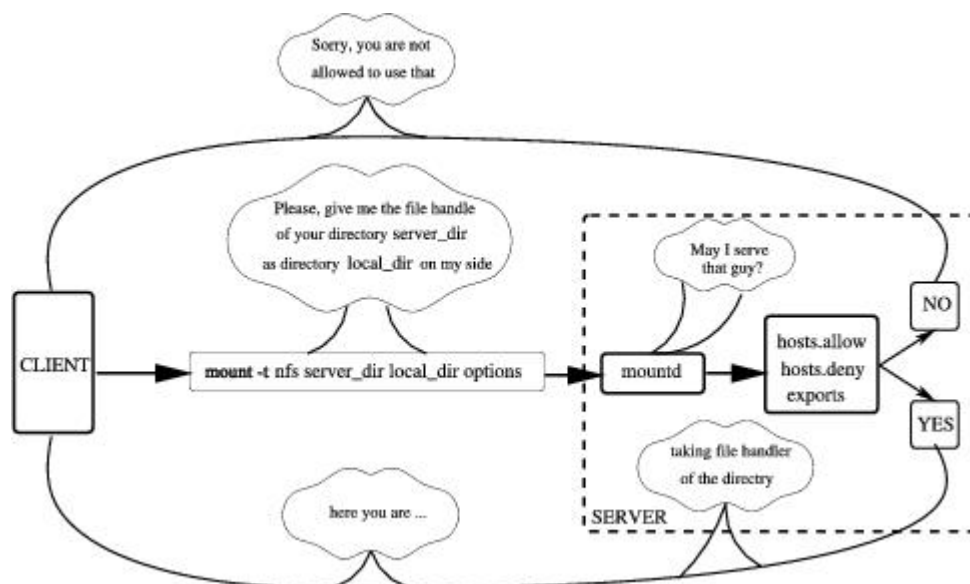 Sorry, you are not
allowed to use that
Please, give me the file handle
of your directory server_dir
as directory local_dir on my side
May I serve
that guy?
NO
CLIENT
mount -t nfs server_dir local_dir options
mountd
hosts.allow
hosts.deny
exports
YES
taking file handler
of the directry
here you are ...
SERVER